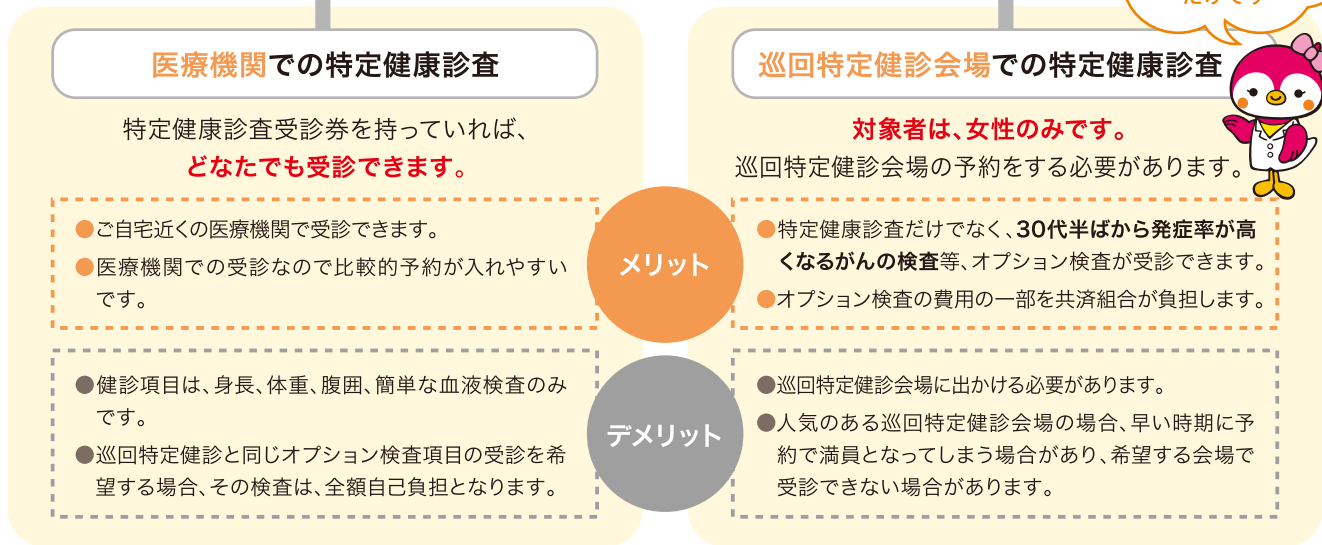 だけです
医療機関での特定健康診査
特定健康診査受診券を持っていれば、
どなたでも受診できます。
●ご自宅近くの医療機関で受診できます。
●医療機関での受診なので比較的予約が入れやすい
です。
●健診項目は、身長、体重、腹囲、簡単な血液検査のみ
です。
●巡回特定健診と同じオプション検査項目の受診を希
望する場合、その検査は、全額自己負担となります。
メリット
デメリット
巡回特定健診会場での特定健康診査
対象者は、女性のみです。
巡回特定健診会場の予約をする必要があります。
●特定健康診査だけでなく、30代半ばから発症率が高
くなるがんの検査等、オプション検査が受診できます。
●オプション検査の費用の一部を共済組合が負担します。
●巡回特定健診会場に出かける必要があります。
●人気のある巡回特定健診会場の場合、早い時期に予
約で満員となってしまう場合があり、希望する会場で
受診できない場合があります。